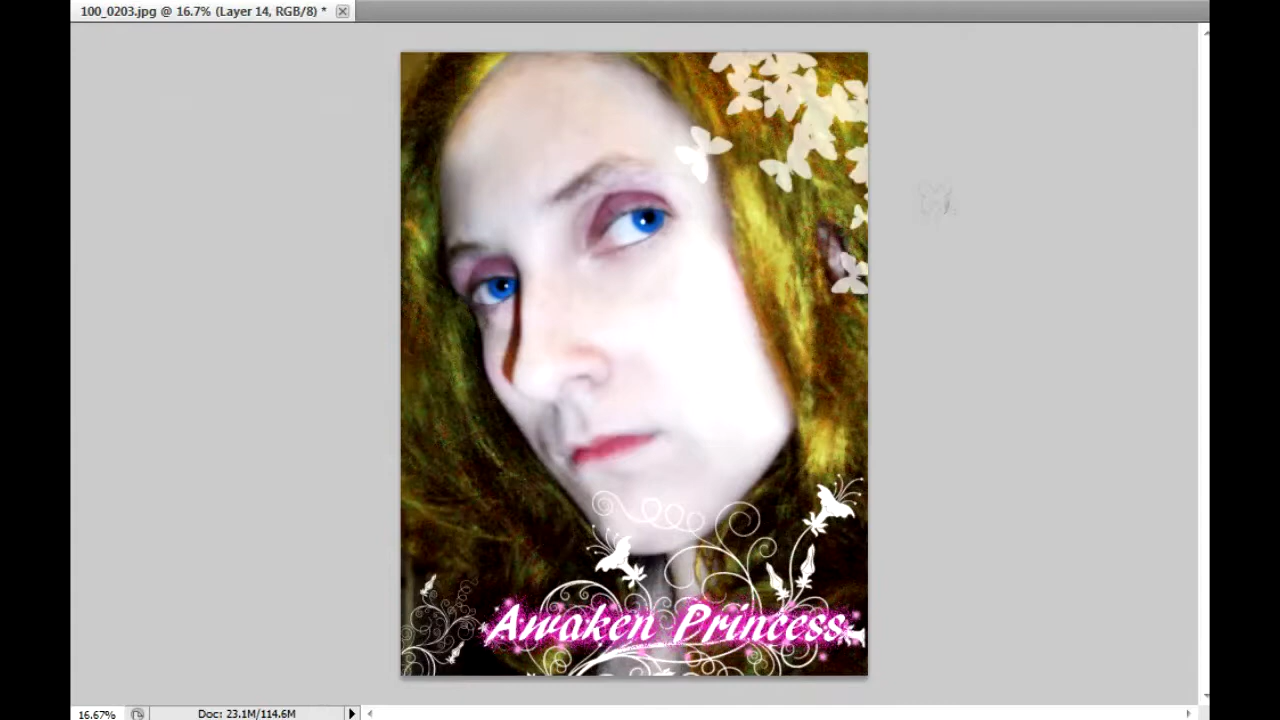 100_0203.jpg @ 16.7% (Layer 14, RGB/8) *
Awaken Princess
16.67%
Doc: 23.1M/114.6M